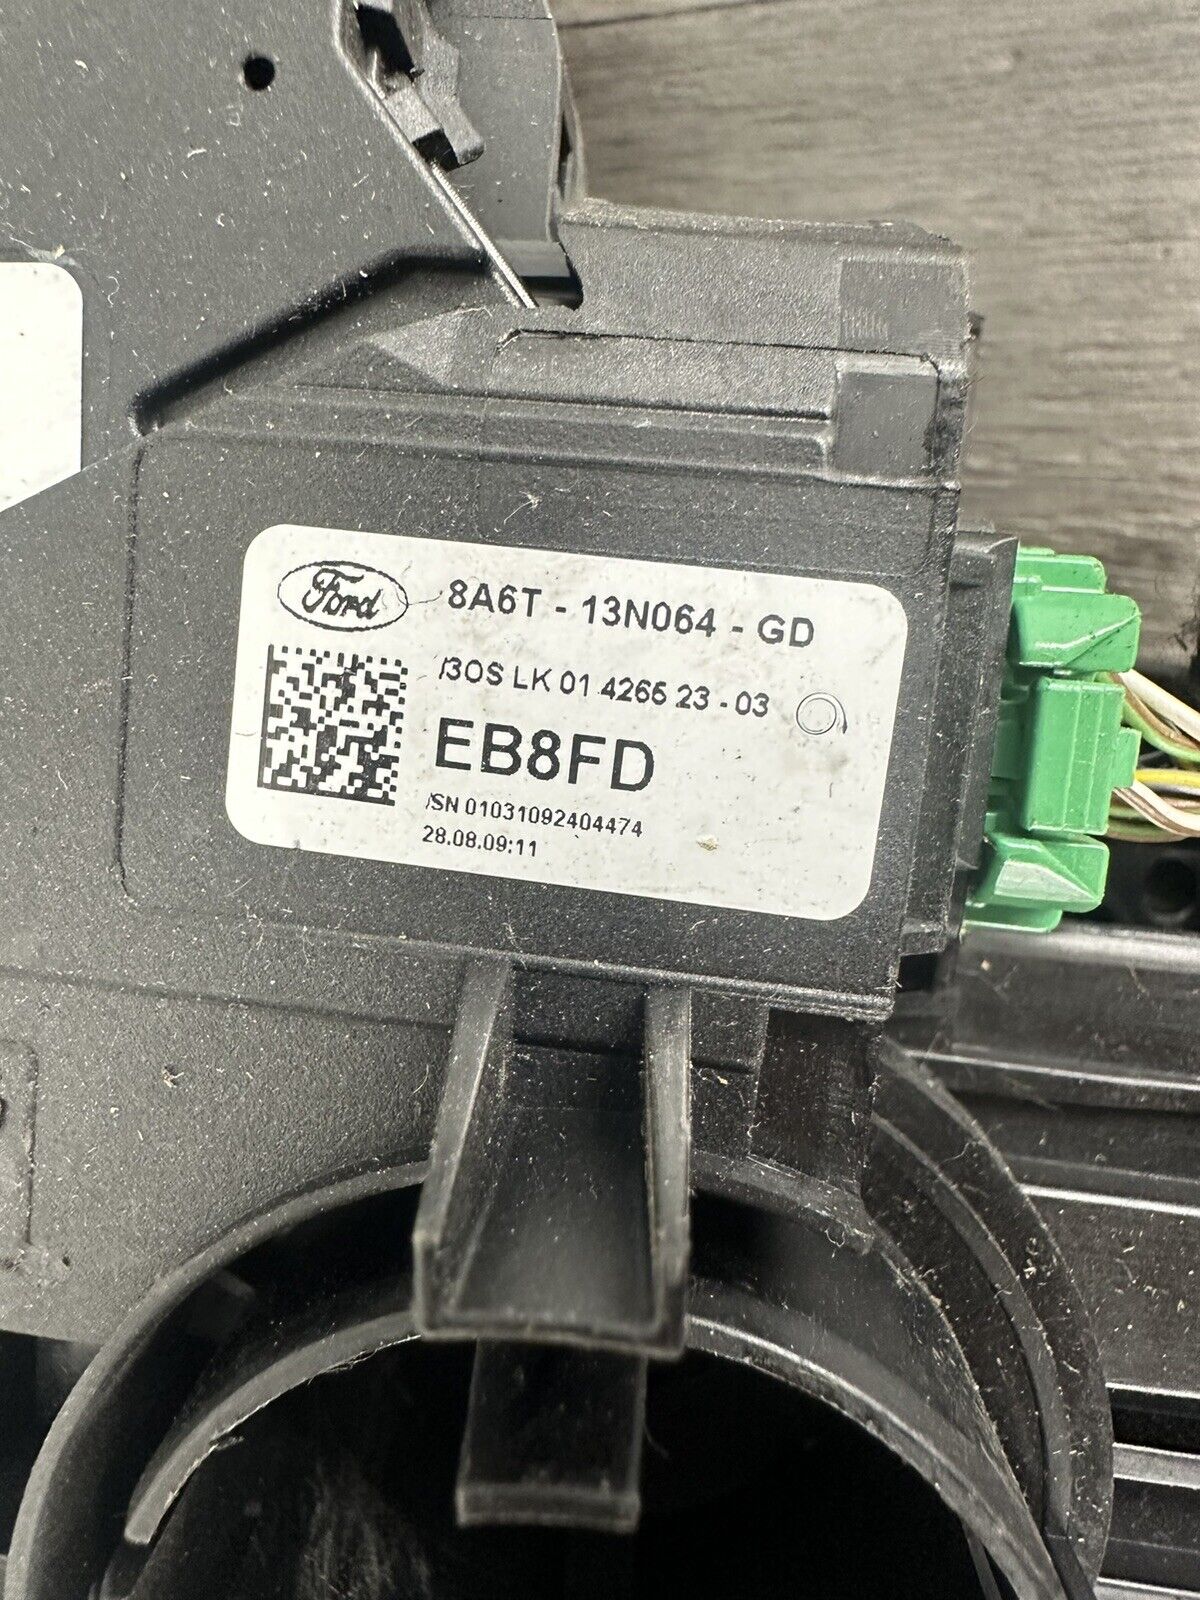 Ford
8A6T - 13N064 - GD
/3OS LK 01 4266 23 - 03
EB8FD
/SN 01031092404474
28.08.09:11